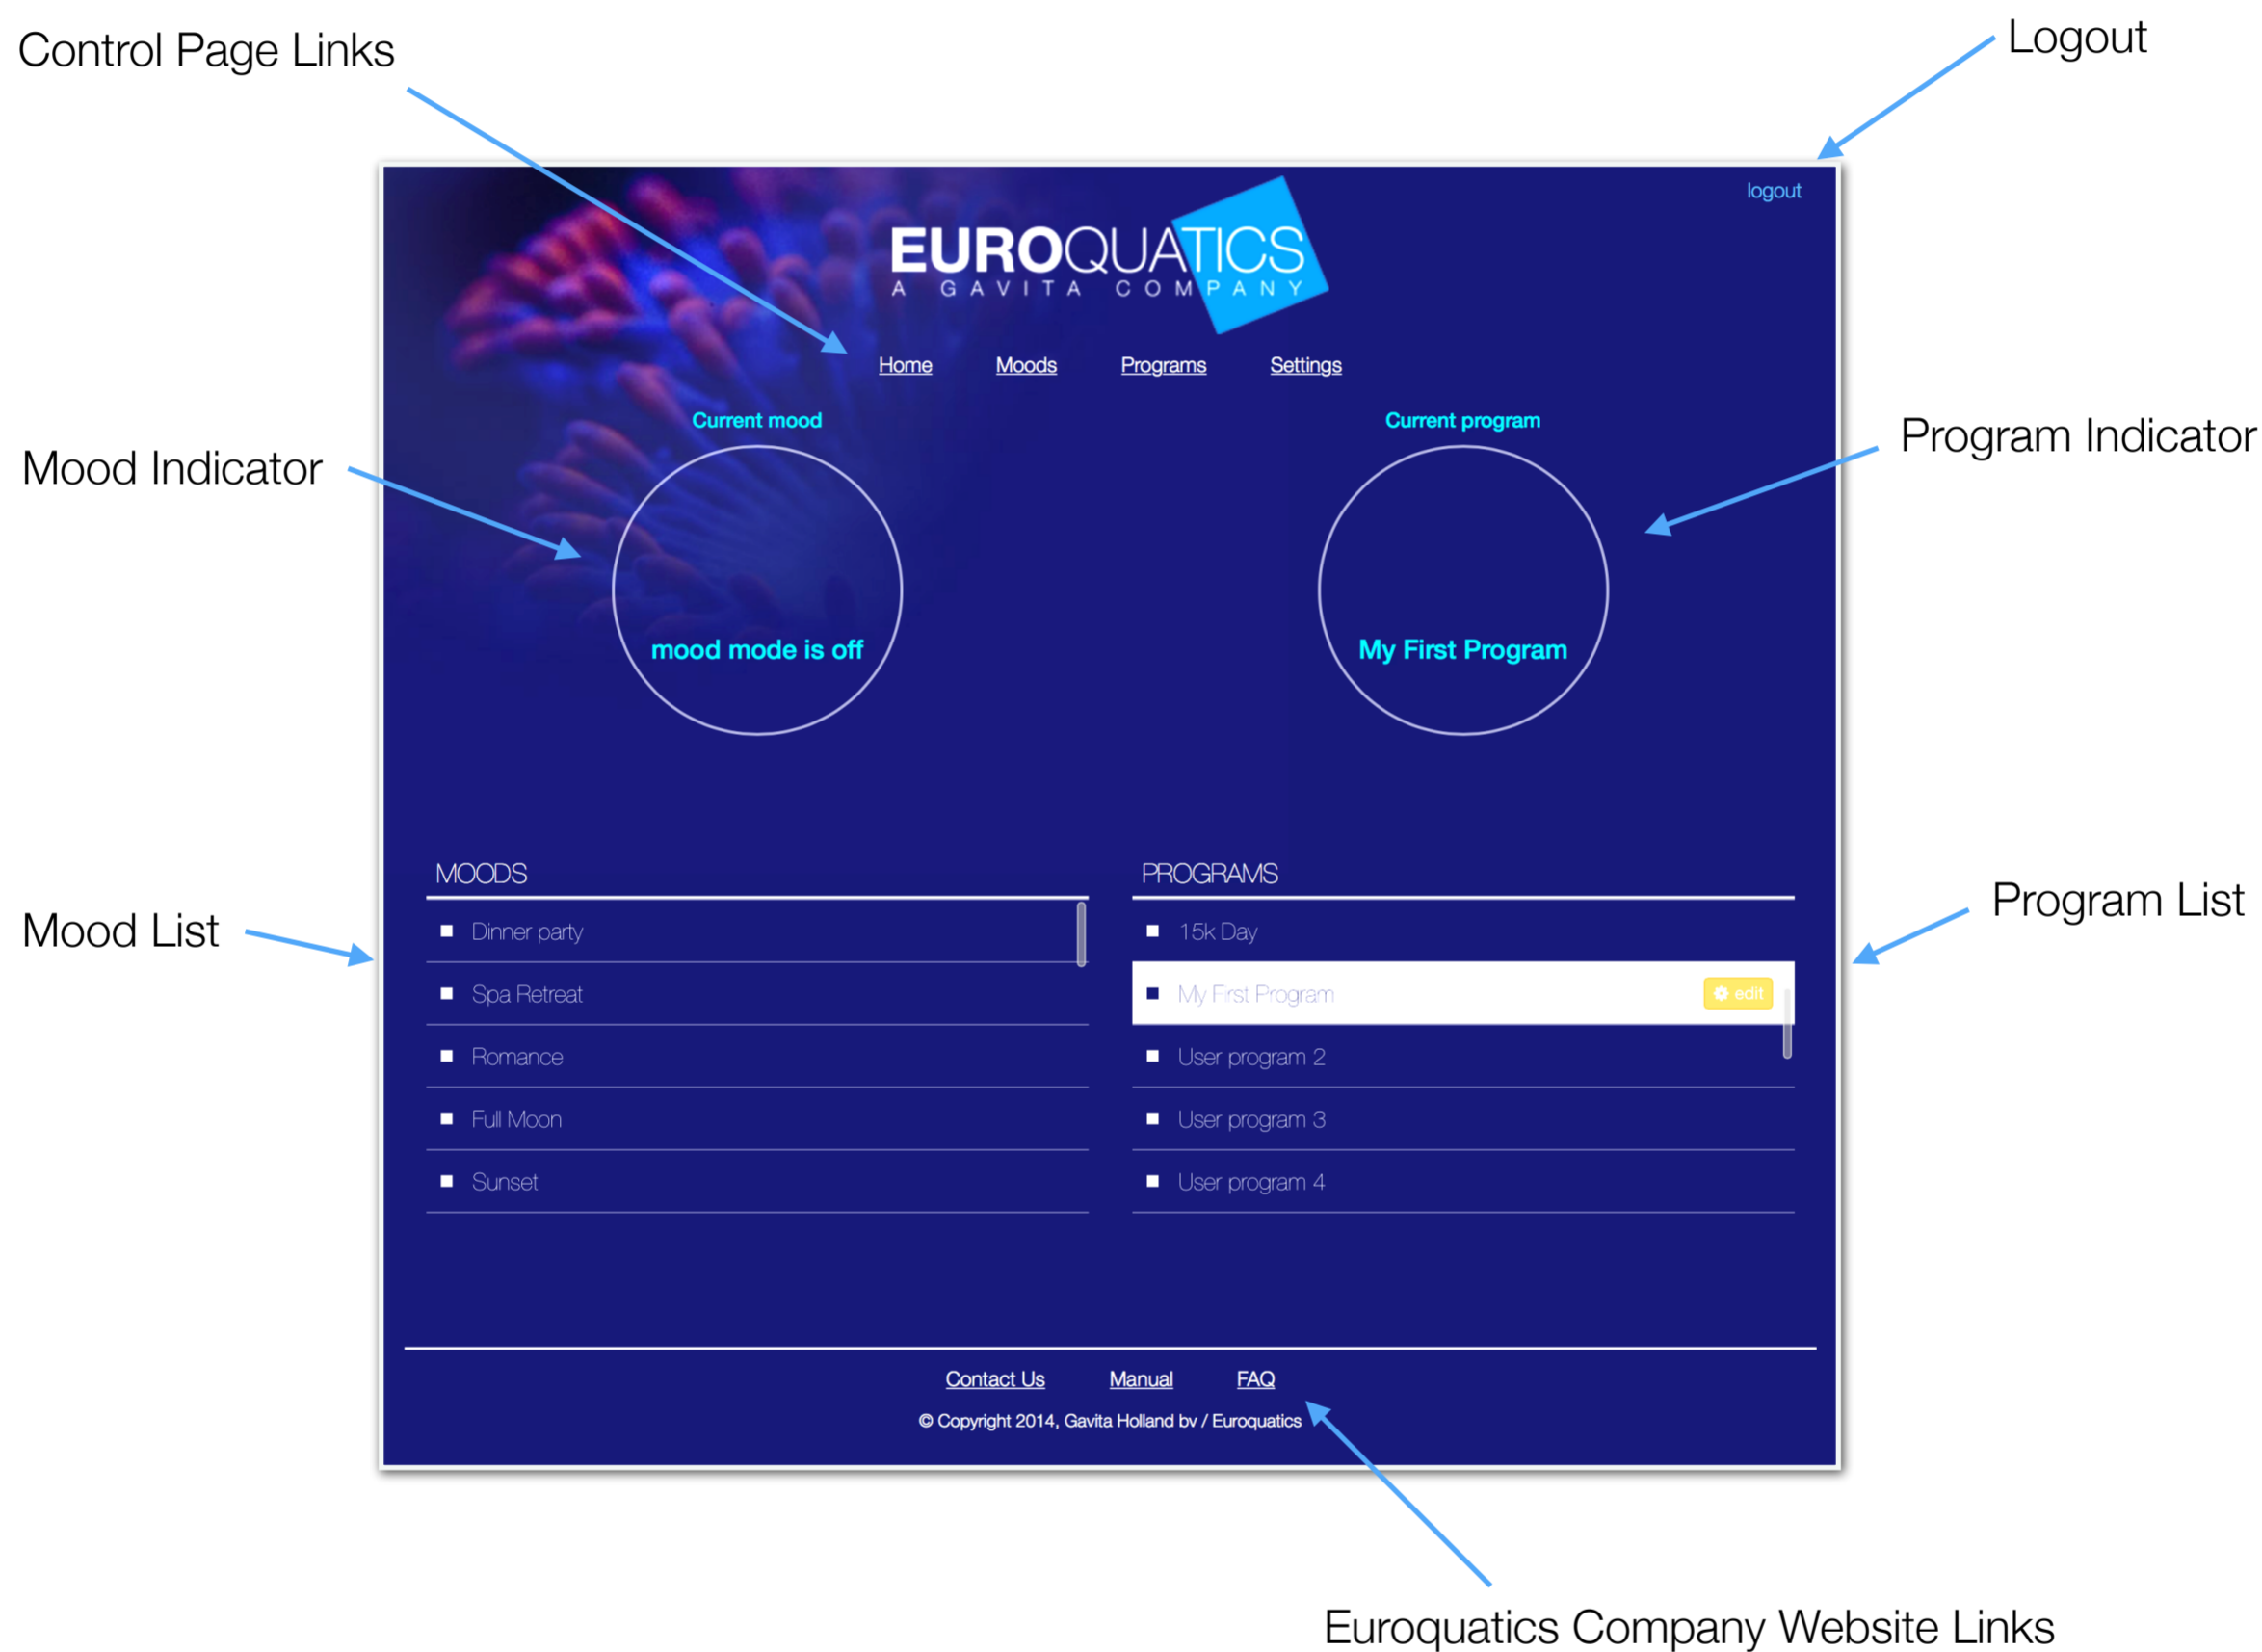 Control Page Links
Logout
logout
EUROQUATICS
A GAVITA COMPANY
Home Moods Programs Settings
Current mood
Current program
Mood Indicator
Program Indicator
mood mode is off
My First Program
MOODS
Mood List
Dinner party
Spa Retreat
Romance
Full Moon
Sunset
PROGRAMS
Program List
15k Day
My First Program edit
User program 2
User program 3
User program 4
Contact Us Manual FAQ
© Copyright 2014, Gavita Holland bv / Euroquatics
Euroquatics Company Website Links